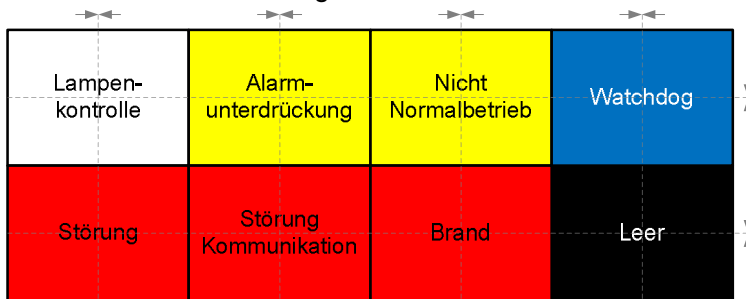 Lampen-
kontrolle
Alarm-
unterdrückung
Nicht
Normalbetrieb
Watchdog
Störung
Störung
Kommunikation
Brand
Leer